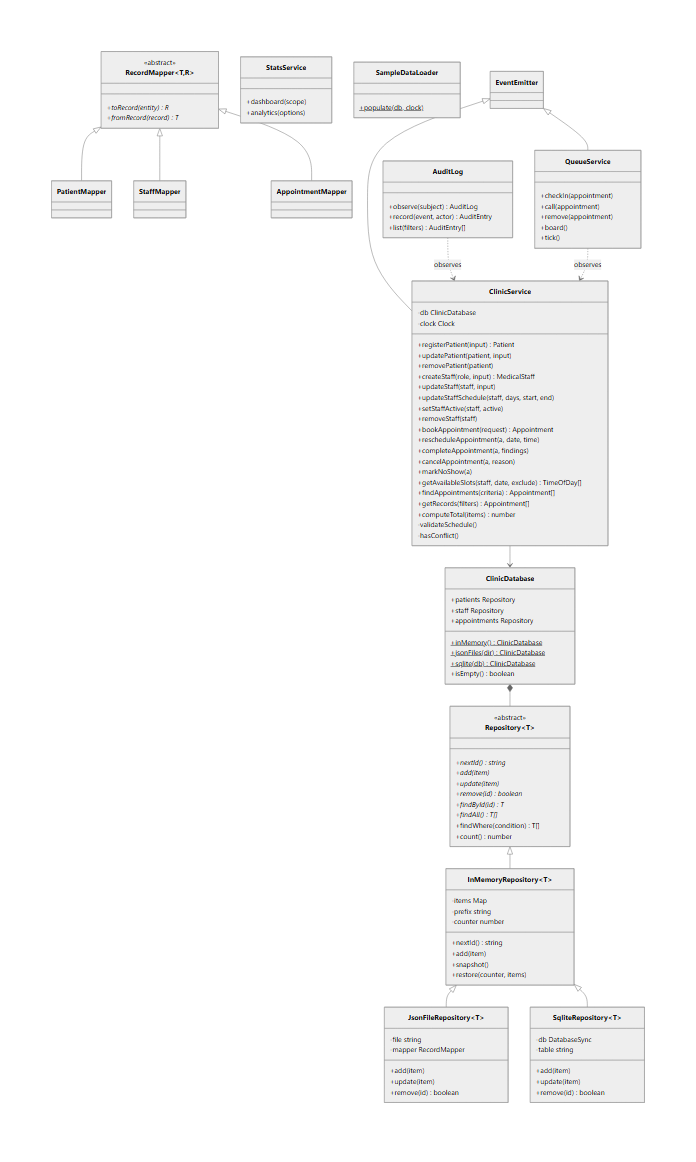 «abstract»
RecordMapper<T,R>
+toRecord(entity) : R
+fromRecord(record) : T
StatsService
+dashboard(scope)
+analytics(options)
SampleDataLoader
+populate(db, clock)
EventEmitter
PatientMapper
StaffMapper
AppointmentMapper
AuditLog
+observe(subject) : AuditLog
+record(event, actor) : AuditEntry
+list(filters) : AuditEntry[]
QueueService
+checkIn(appointment)
+call(appointment)
+remove(appointment)
+board()
+tick()
observes
observes
ClinicService
-db ClinicDatabase
-clock Clock
+registerPatient(input) : Patient
+updatePatient(patient, input)
+removePatient(patient)
+createStaff(role, input) : MedicalStaff
+updateStaff(staff, input)
+updateStaffSchedule(staff, days, start, end)
+setStaffActive(staff, active)
+removeStaff(staff)
+bookAppointment(request) : Appointment
+rescheduleAppointment(a, date, time)
+completeAppointment(a, findings)
+cancelAppointment(a, reason)
+markNoShow(a)
+getAvailableSlots(staff, date, exclude) : TimeOfDay[]
+findAppointments(criteria) : Appointment[]
+getRecords(filters) : Appointment[]
+computeTotal(items) : number
-validateSchedule()
-hasConflict()
ClinicDatabase
+patients Repository
+staff Repository
+appointments Repository
+inMemory() : ClinicDatabase
+jsonFiles(dir) : ClinicDatabase
+sqlite(db) : ClinicDatabase
+isEmpty() : boolean
«abstract»
Repository<T>
+nextId() : string
+add(item)
+update(item)
+remove(id) : boolean
+findById(id) : T
+findAll() : T[]
+findWhere(condition) : T[]
+count() : number
InMemoryRepository<T>
-items Map
-prefix string
-counter number
+nextId() : string
+add(item)
+snapshot()
+restore(counter, items)
JsonFileRepository<T>
-file string
-mapper RecordMapper
+add(item)
+update(item)
+remove(id) : boolean
SqliteRepository<T>
-db DatabaseSync
-table string
+add(item)
+update(item)
+remove(id) : boolean